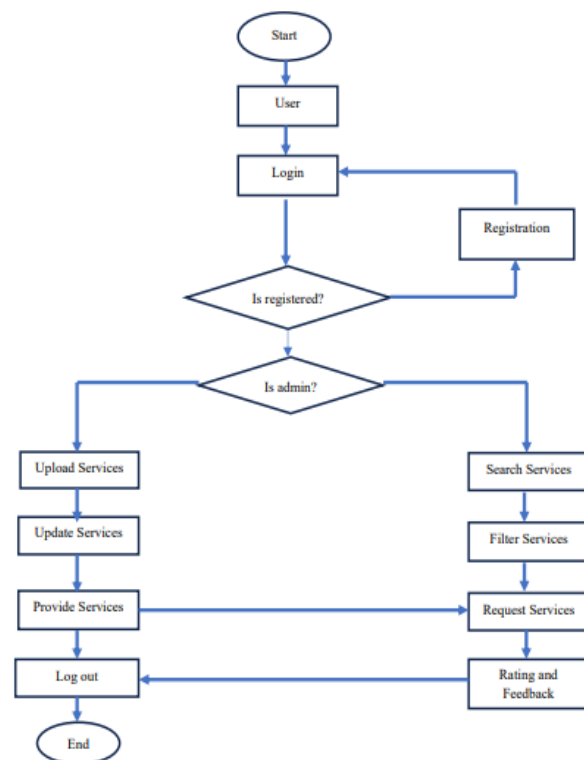 Start
User
Login
Registration
Is registered?
Is admin?
Upload Services
Search Services
Update Services
Filter Services
Provide Services
Request Services
Log out
Rating and
Feedback
End